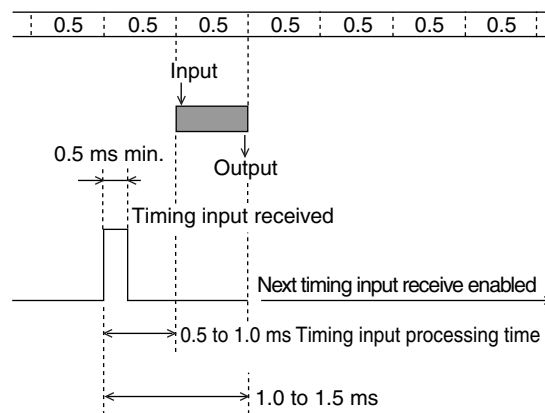 0.5 0.5 0.5 0.5 0.5 0.5 0.5
Input
0.5 ms min.
Output
Timing input received
Next timing input receive enabled
0.5 to 1.0 ms Timing input processing time
1.0 to 1.5 ms